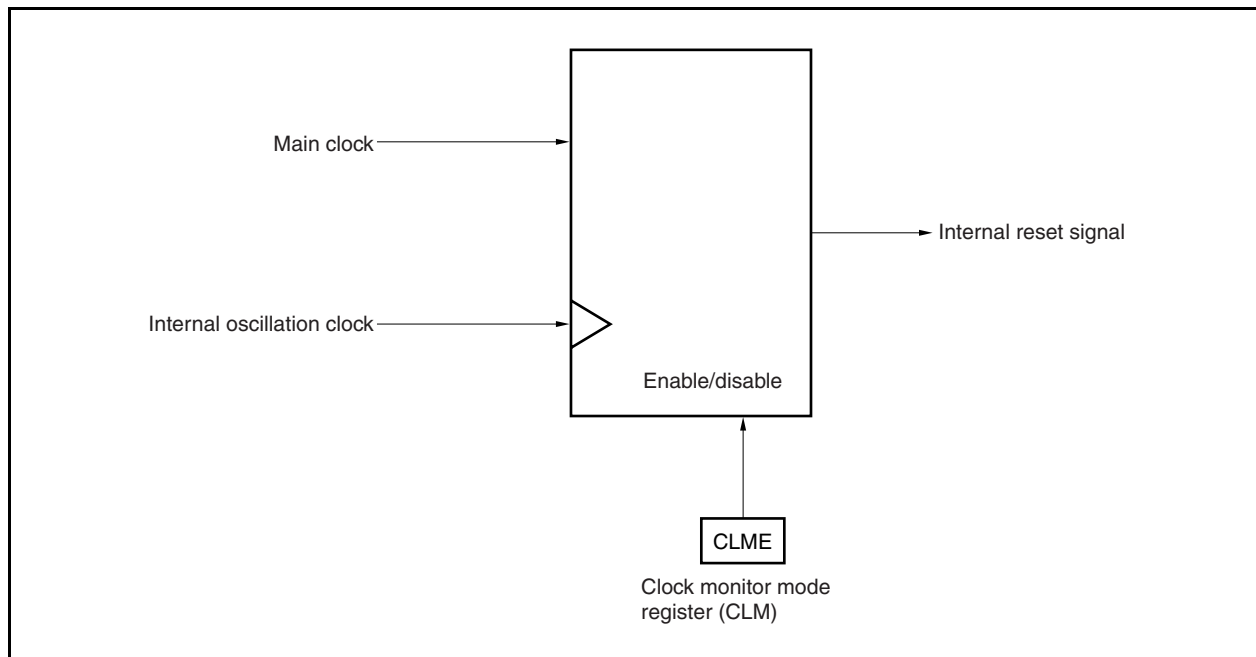 Main clock
Internal reset signal
Internal oscillation clock
Enable/disable
CLME
Clock monitor mode
register (CLM)